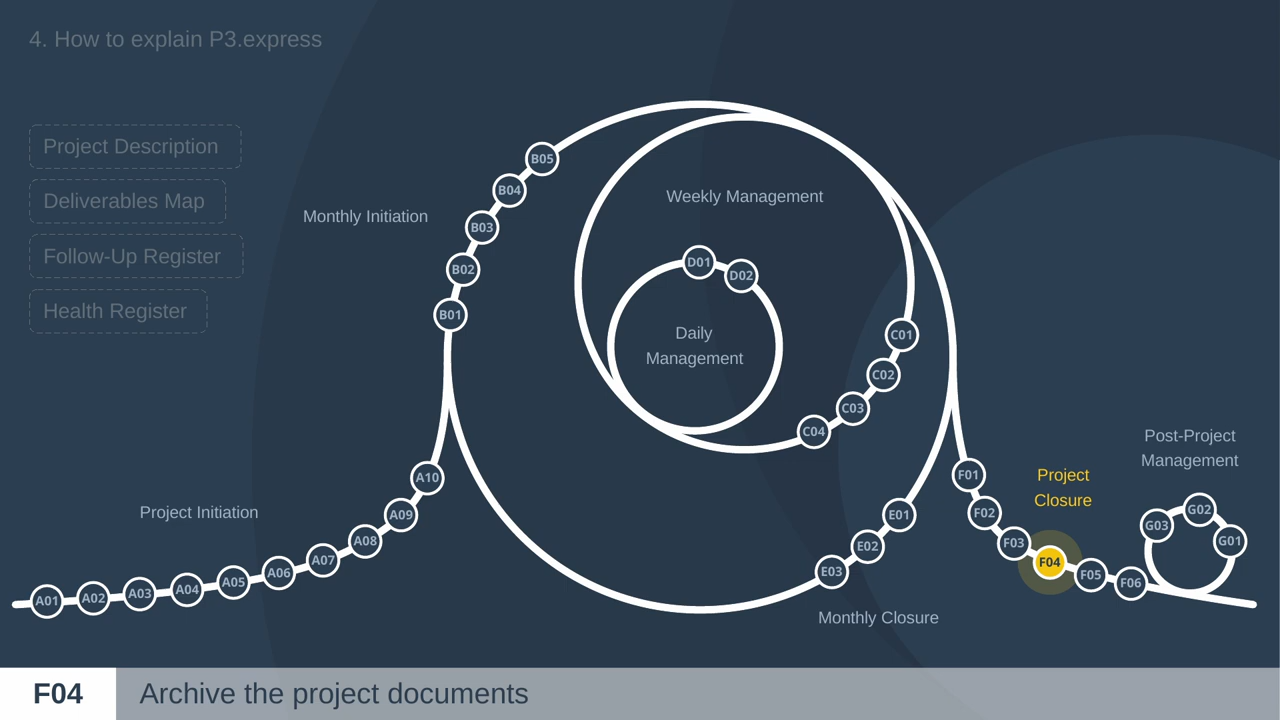 4. How to explain P3.express
Project Description
Deliverables Map
Follow-Up Register
Health Register
Monthly Initiation
B05
B04
B03
B02
B01
Weekly Management
D01
D02
Daily
Management
C01
C02
C03
C04
Project Initiation
A01
A02
A03
A04
A05
A06
A07
A08
A09
A10
E01
E02
E03
Monthly Closure
Project
Closure
F01
F02
F03
F04
F05
F06
Post-Project
Management
G03
G02
G01
F04
Archive the project documents